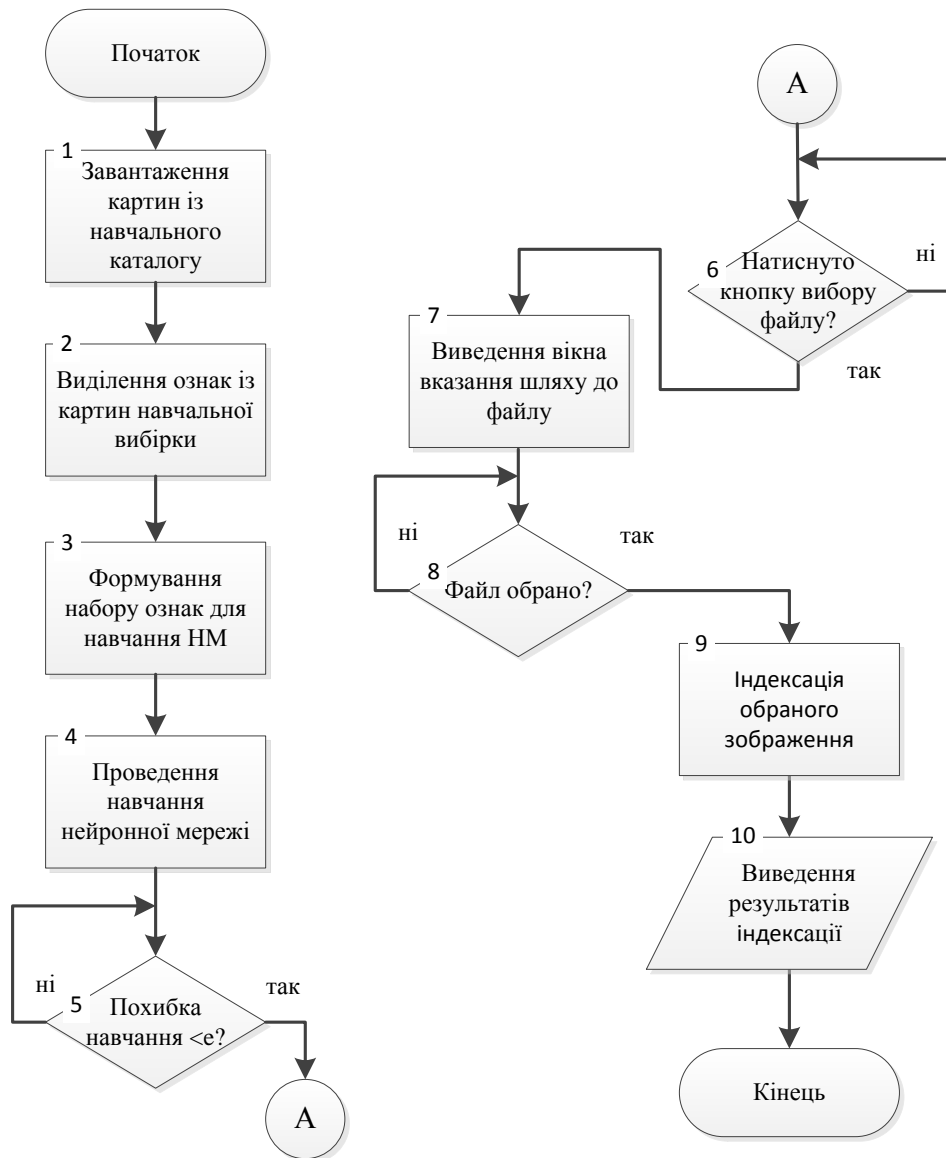 Початок
1
Завантаження
картин із
навчального
каталогу
2
Виділення ознак із
картин навчальної
вибірки
3
Формування
набору ознак для
навчання НМ
4
Проведення
навчання
нейронної мережі
ні
так
5
Похибка
навчання <e?
А
А
6
Натиснуто
кнопку вибору
файлу?
ні
так
7
Виведення вікна
вказання шляху до
файлу
ні
так
8
Файл обрано?
9
Індексація
обраного
зображення
10
Виведення
результатів
індексації
Кінець